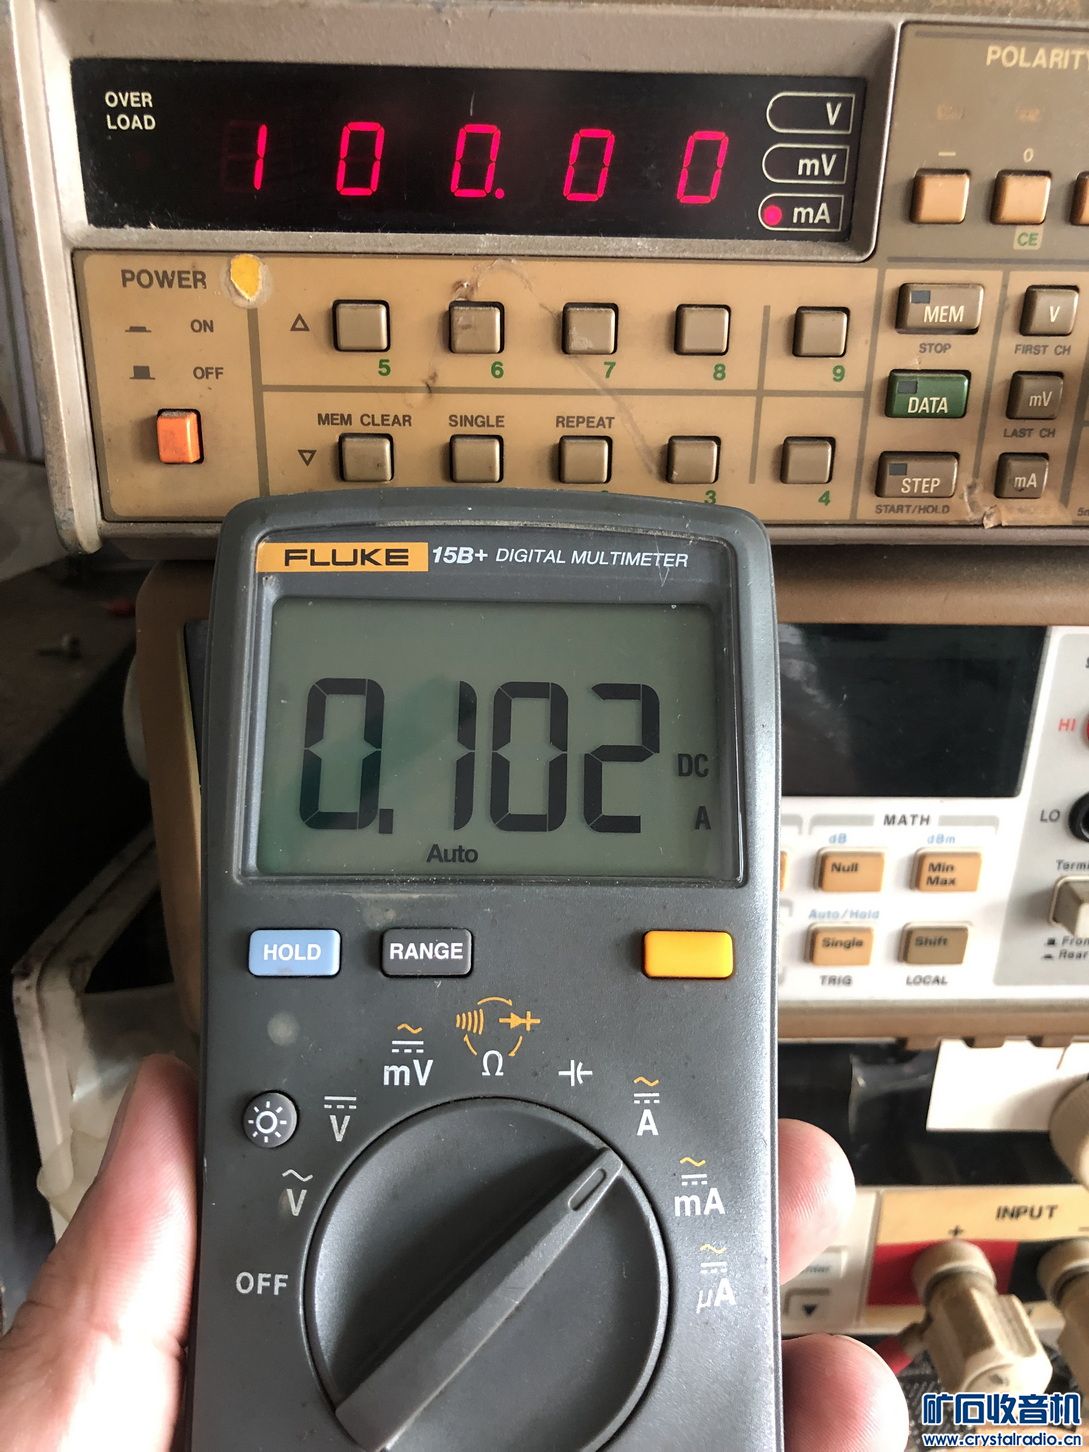 OVER
LOAD
100.00
V
mV
mA
POLARITY
−
0
CE
POWER
ON
OFF
△
5
6
7
8
9
MEM
STOP
V
FIRST CH
DATA
mV
LAST CH
MEM CLEAR
SINGLE
REPEAT
▽
3
4
STEP
START/HOLD
mA
FLUKE 15B+ DIGITAL MULTIMETER
0.102
DC
A
Auto
HI
LO
MATH
dB
dBm
Null
Min
Max
Auto/Hold
Single
Shift
TRIG
LOCAL
HOLD
RANGE
mV
Ω
V
A
V
mA
OFF
µA
INPUT
+
矿石收音机
www.crystalradio.cn